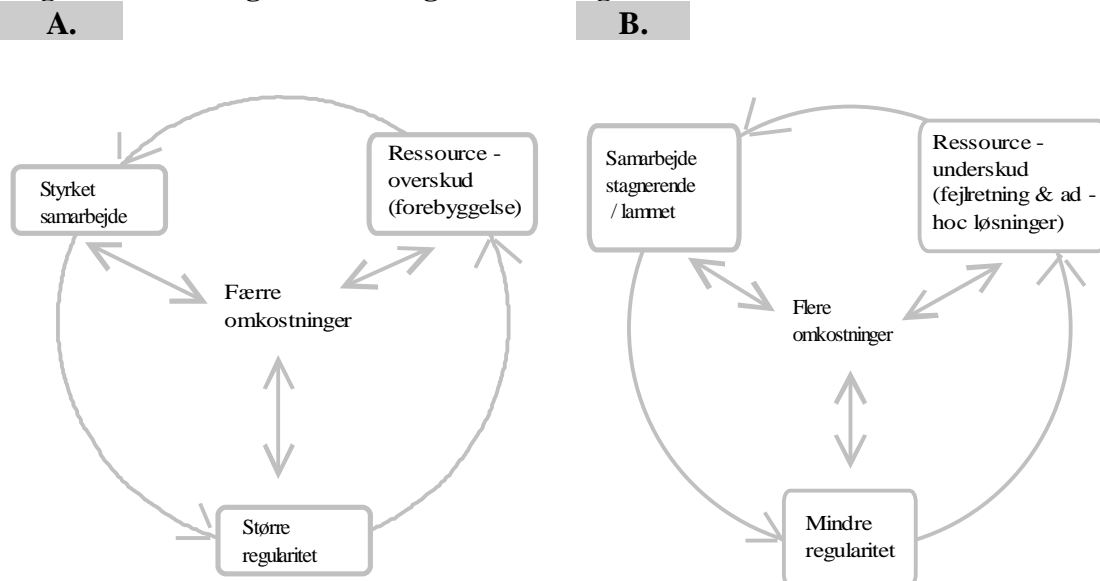 A.
B.
Styrket
samarbejde
Ressource -
overskud
(forebyggelse)
Færre
omkostninger
Større
regularitet
Samarbejde
stagnerende
/ lammet
Ressource -
underskud
(fejlretning & ad -
hoc løsninger)
Flere
omkostninger
Mindre
regularitet